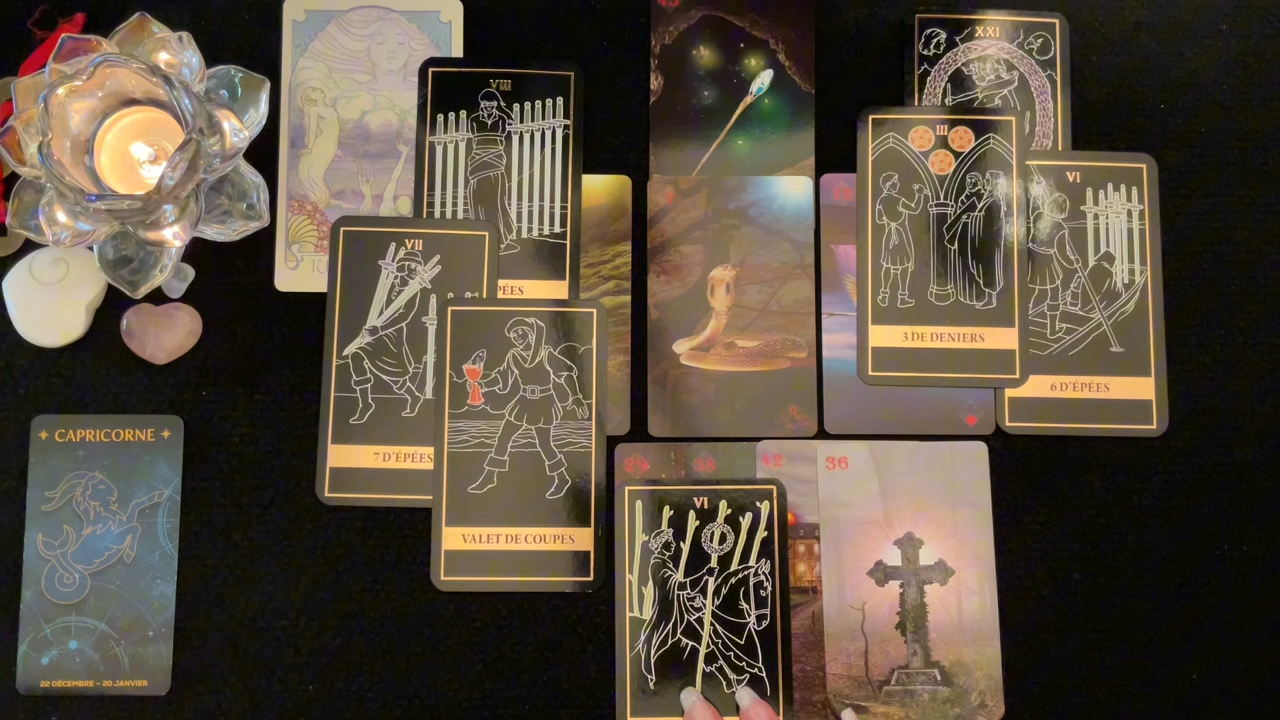 VIII
XXI
III
VI
PÉES
VII
3 DE DENIERS
6 D'ÉPÉES
CAPRICORNE
7 D'ÉPÉES
42
36
VI
VALET DE COUPES
22 DÉCEMBRE – 20 JANVIER